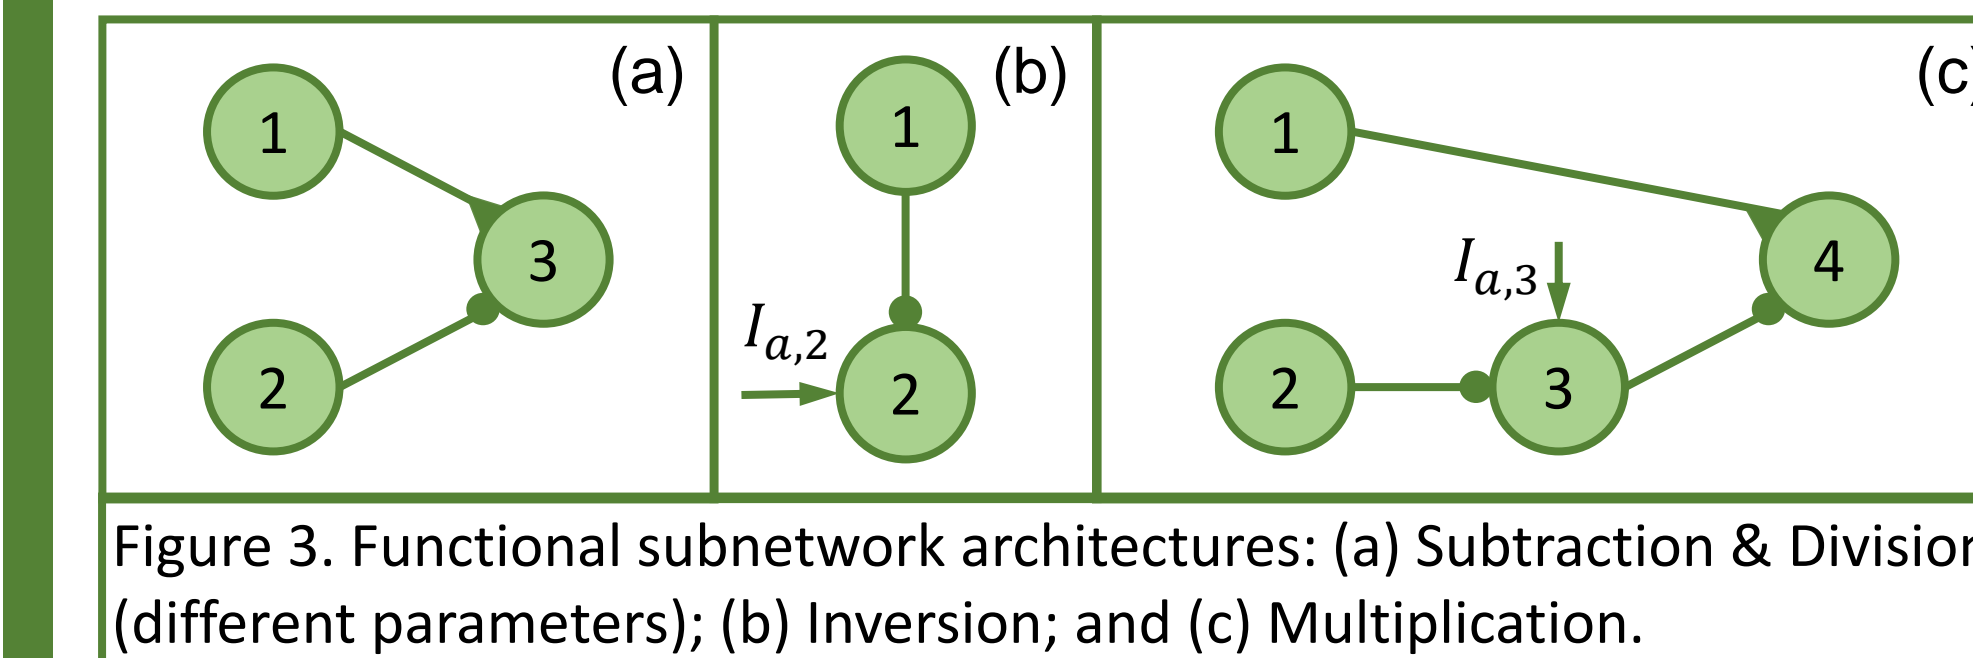 (a)
1
3
2
(b)
1
I_{a,2}
2
(c)
1
4
I_{a,3}
2
3
Figure 3. Functional subnetwork architectures: (a) Subtraction & Division
(different parameters); (b) Inversion; and (c) Multiplication.